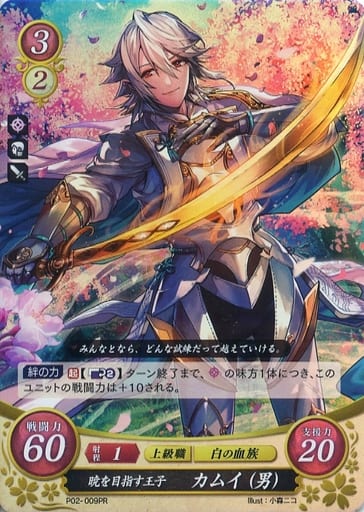 3
2
みんなとなら、どんな試練だって越えていける。
絆の力 起【2】ターン終了まで、の味方1体につき、この
ユニットの戦闘力は+10される。
戦闘力
60
射程 1
上級職
白の血族
支援力
20
暁を目指す王子 カムイ(男)
P02-009PR
Illust:小森ニコ